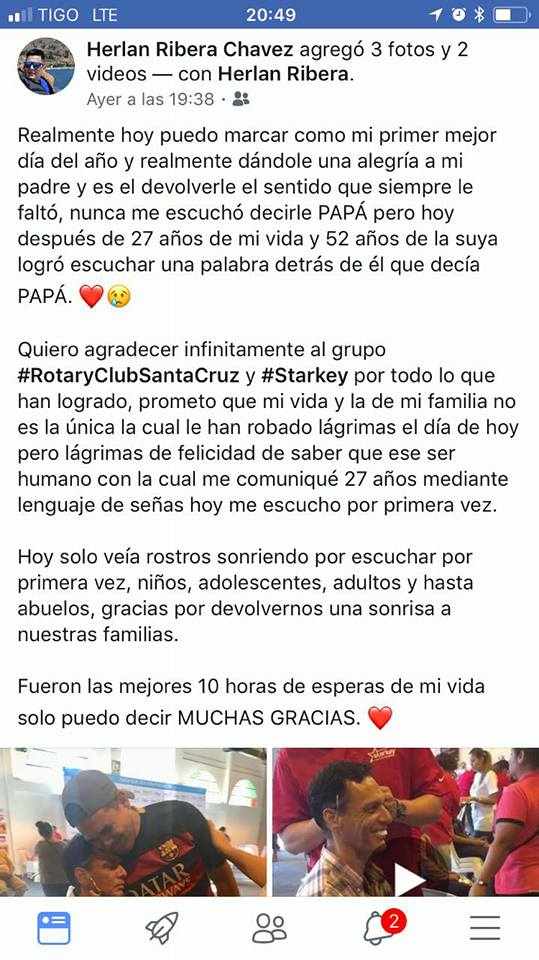 TIGO LTE 20:49
Herlan Ribera Chavez agregó 3 fotos y 2
videos — con Herlan Ribera.
Ayer a las 19:38 ·
Realmente hoy puedo marcar como mi primer mejor
día del año y realmente dándole una alegría a mi
padre y es el devolverle el sentido que siempre le
faltó, nunca me escuchó decirle PAPÁ pero hoy
después de 27 años de mi vida y 52 años de la suya
logró escuchar una palabra detrás de él que decía
PAPÁ. ❤️😢
Quiero agradecer infinitamente al grupo
#RotaryClubSantaCruz y #Starkey por todo lo que
han logrado, prometo que mi vida y la de mi familia no
es la única la cual le han robado lágrimas el día de hoy
pero lágrimas de felicidad de saber que ese ser
humano con la cual me comuniqué 27 años mediante
lenguaje de señas hoy me escucho por primera vez.
Hoy solo veía rostros sonriendo por escuchar por
primera vez, niños, adolescentes, adultos y hasta
abuelos, gracias por devolvernos una sonrisa a
nuestras familias.
Fueron las mejores 10 horas de esperas de mi vida
solo puedo decir MUCHAS GRACIAS. ❤️
QATAR
AIRWAYS
Starkey
2